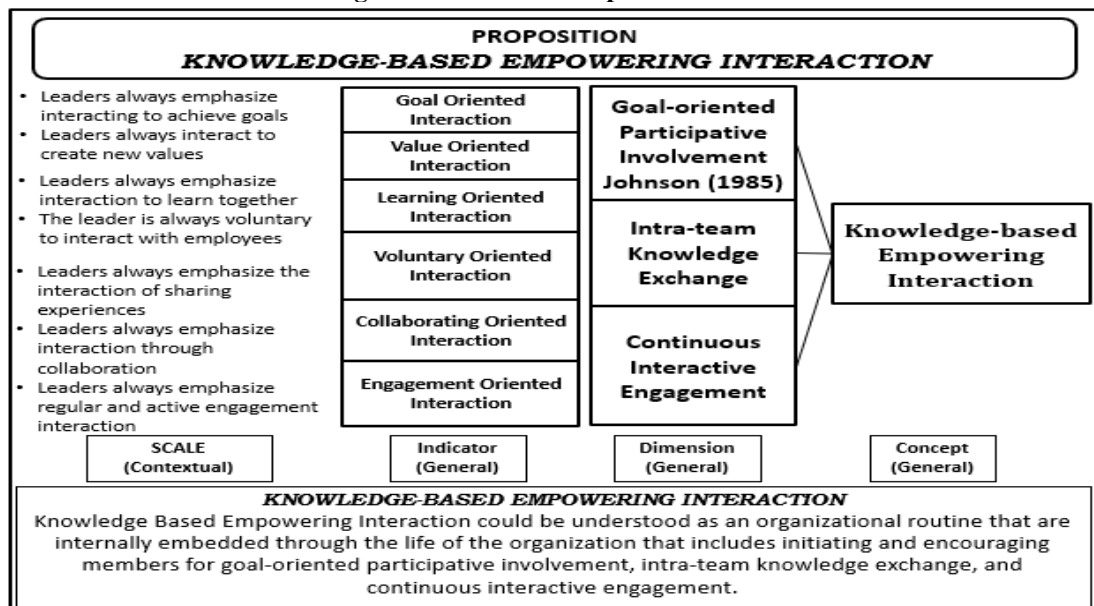 PROPOSITION
KNOWLEDGE-BASED EMPOWERING INTERACTION
• Leaders always emphasize
interacting to achieve goals
• Leaders always interact to
create new values
• Leaders always emphasize
interaction to learn together
• The leader is always voluntary
to interact with employees
• Leaders always emphasize the
interaction of sharing
experiences
• Leaders always emphasize
interaction through
collaboration
• Leaders always emphasize
regular and active engagement
interaction
Goal Oriented
Interaction
Value Oriented
Interaction
Learning Oriented
Interaction
Voluntary Oriented
Interaction
Collaborating Oriented
Interaction
Engagement Oriented
Interaction
Goal-oriented
Participative
Involvement
Johnson (1985)
Intra-team
Knowledge
Exchange
Continuous
Interactive
Engagement
Knowledge-based
Empowering
Interaction
SCALE
(Contextual)
Indicator
(General)
Dimension
(General)
Concept
(General)
KNOWLEDGE-BASED EMPOWERING INTERACTION
Knowledge Based Empowering Interaction could be understood as an organizational routine that are
internally embedded through the life of the organization that includes initiating and encouraging
members for goal-oriented participative involvement, intra-team knowledge exchange, and
continuous interactive engagement.